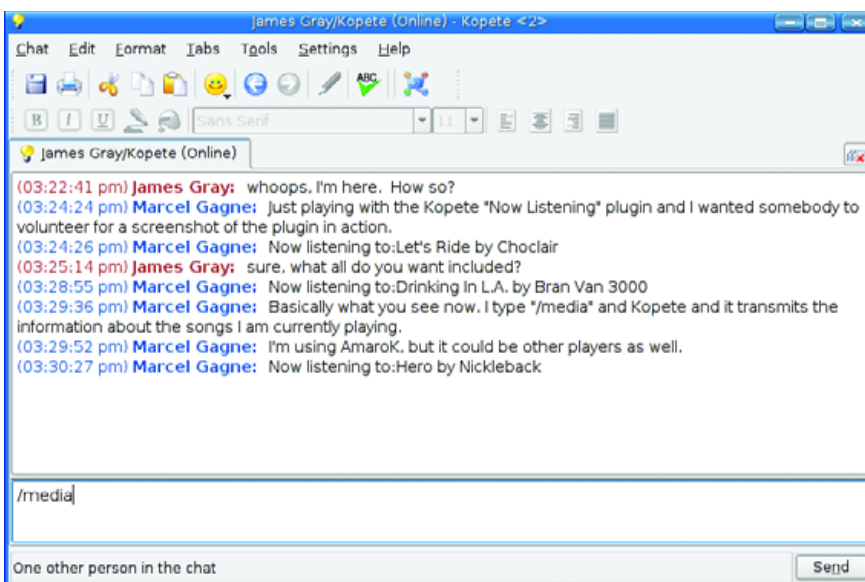 James Gray/Kopete (Online) - Kopete <2>
Chat Edit Format Tabs Tools Settings Help
ABC
B I U Sans Serif 11
James Gray/Kopete (Online)
(03:22:41 pm) James Gray: whoops, I'm here. How so?
(03:24:24 pm) Marcel Gagne: Just playing with the Kopete "Now Listening" plugin and I wanted somebody to
volunteer for a screenshot of the plugin in action.
(03:24:26 pm) Marcel Gagne: Now listening to:Let's Ride by Choclair
(03:25:14 pm) James Gray: sure, what all do you want included?
(03:28:55 pm) Marcel Gagne: Now listening to:Drinking In L.A. by Bran Van 3000
(03:29:36 pm) Marcel Gagne: Basically what you see now. I type "/media" and Kopete and it transmits the
information about the songs I am currently playing.
(03:29:52 pm) Marcel Gagne: I'm using AmaroK, but it could be other players as well.
(03:30:27 pm) Marcel Gagne: Now listening to:Hero by Nickleback
/media
One other person in the chat
Send